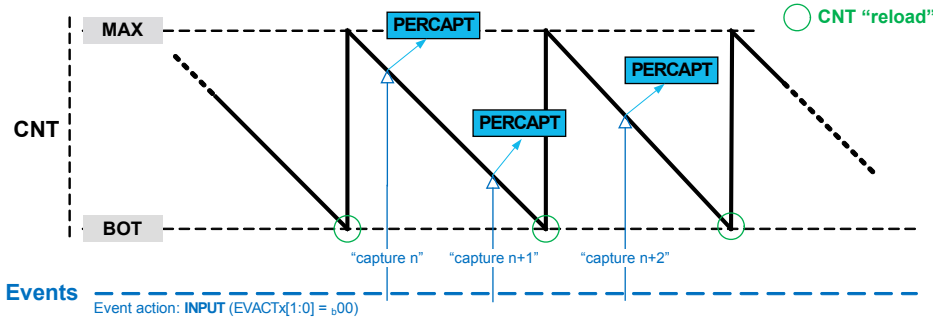 MAX
PERCAPT
CNT “reload”
PERCAPT
CNT
PERCAPT
BOT
“capture n”
“capture n+1”
“capture n+2”
Events
Event action: INPUT (EVACTx[1:0] = b00)